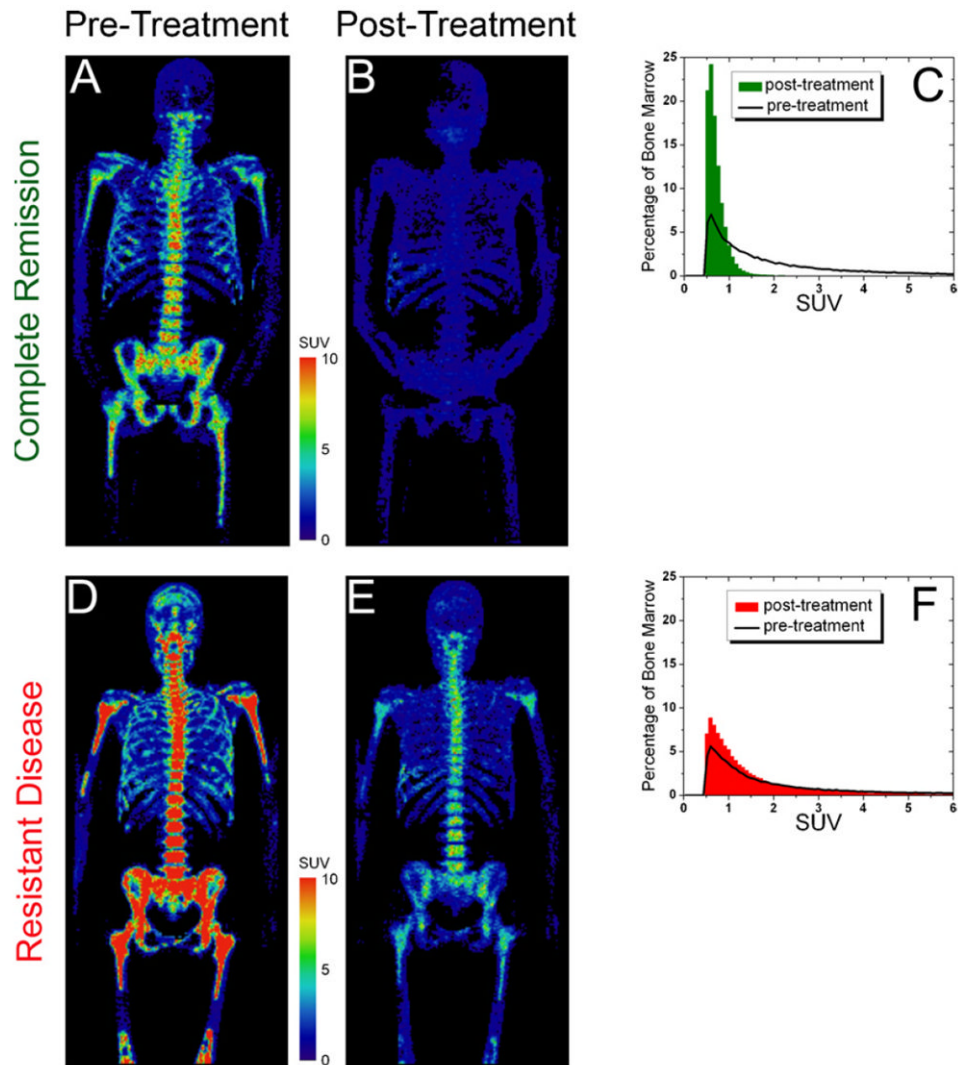 Pre-Treatment
Post-Treatment
Complete Remission
A
B
SUV
10
5
0
C
post-treatment
pre-treatment
Percentage of Bone Marrow
25
20
15
10
5
0
0 1 2 3 4 5 6
SUV
Resistant Disease
D
E
SUV
10
5
0
F
post-treatment
pre-treatment
Percentage of Bone Marrow
25
20
15
10
5
0
0 1 2 3 4 5 6
SUV